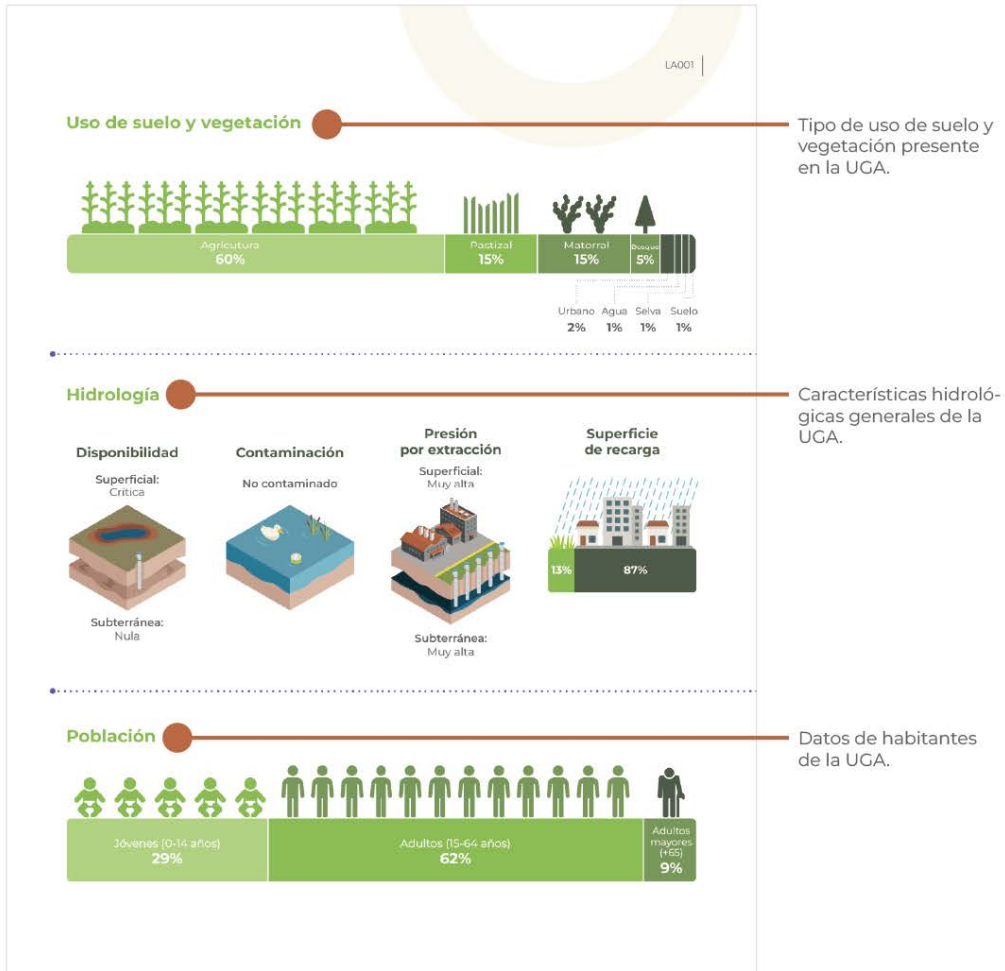 LA001
Uso de suelo y vegetación
Tipo de uso de suelo y
vegetación presente
en la UGA.
Agricutura
60%
Pastizal
15%
Matorral
15%
Bosque
5%
Urbano
2%
Agua
1%
Selva
1%
Suelo
1%
Hidrología
Características hidroló-
gicas generales de la
UGA.
Disponibilidad
Superficial:
Crítica
Subterránea:
Nula
Contaminación
No contaminado
Presión
por extracción
Superficial:
Muy alta
Subterránea:
Muy alta
Superficie
de recarga
13%
87%
Población
Datos de habitantes
de la UGA.
Jóvenes (0-14 años)
29%
Adultos (15-64 años)
62%
Adultos
mayores
(+65)
9%